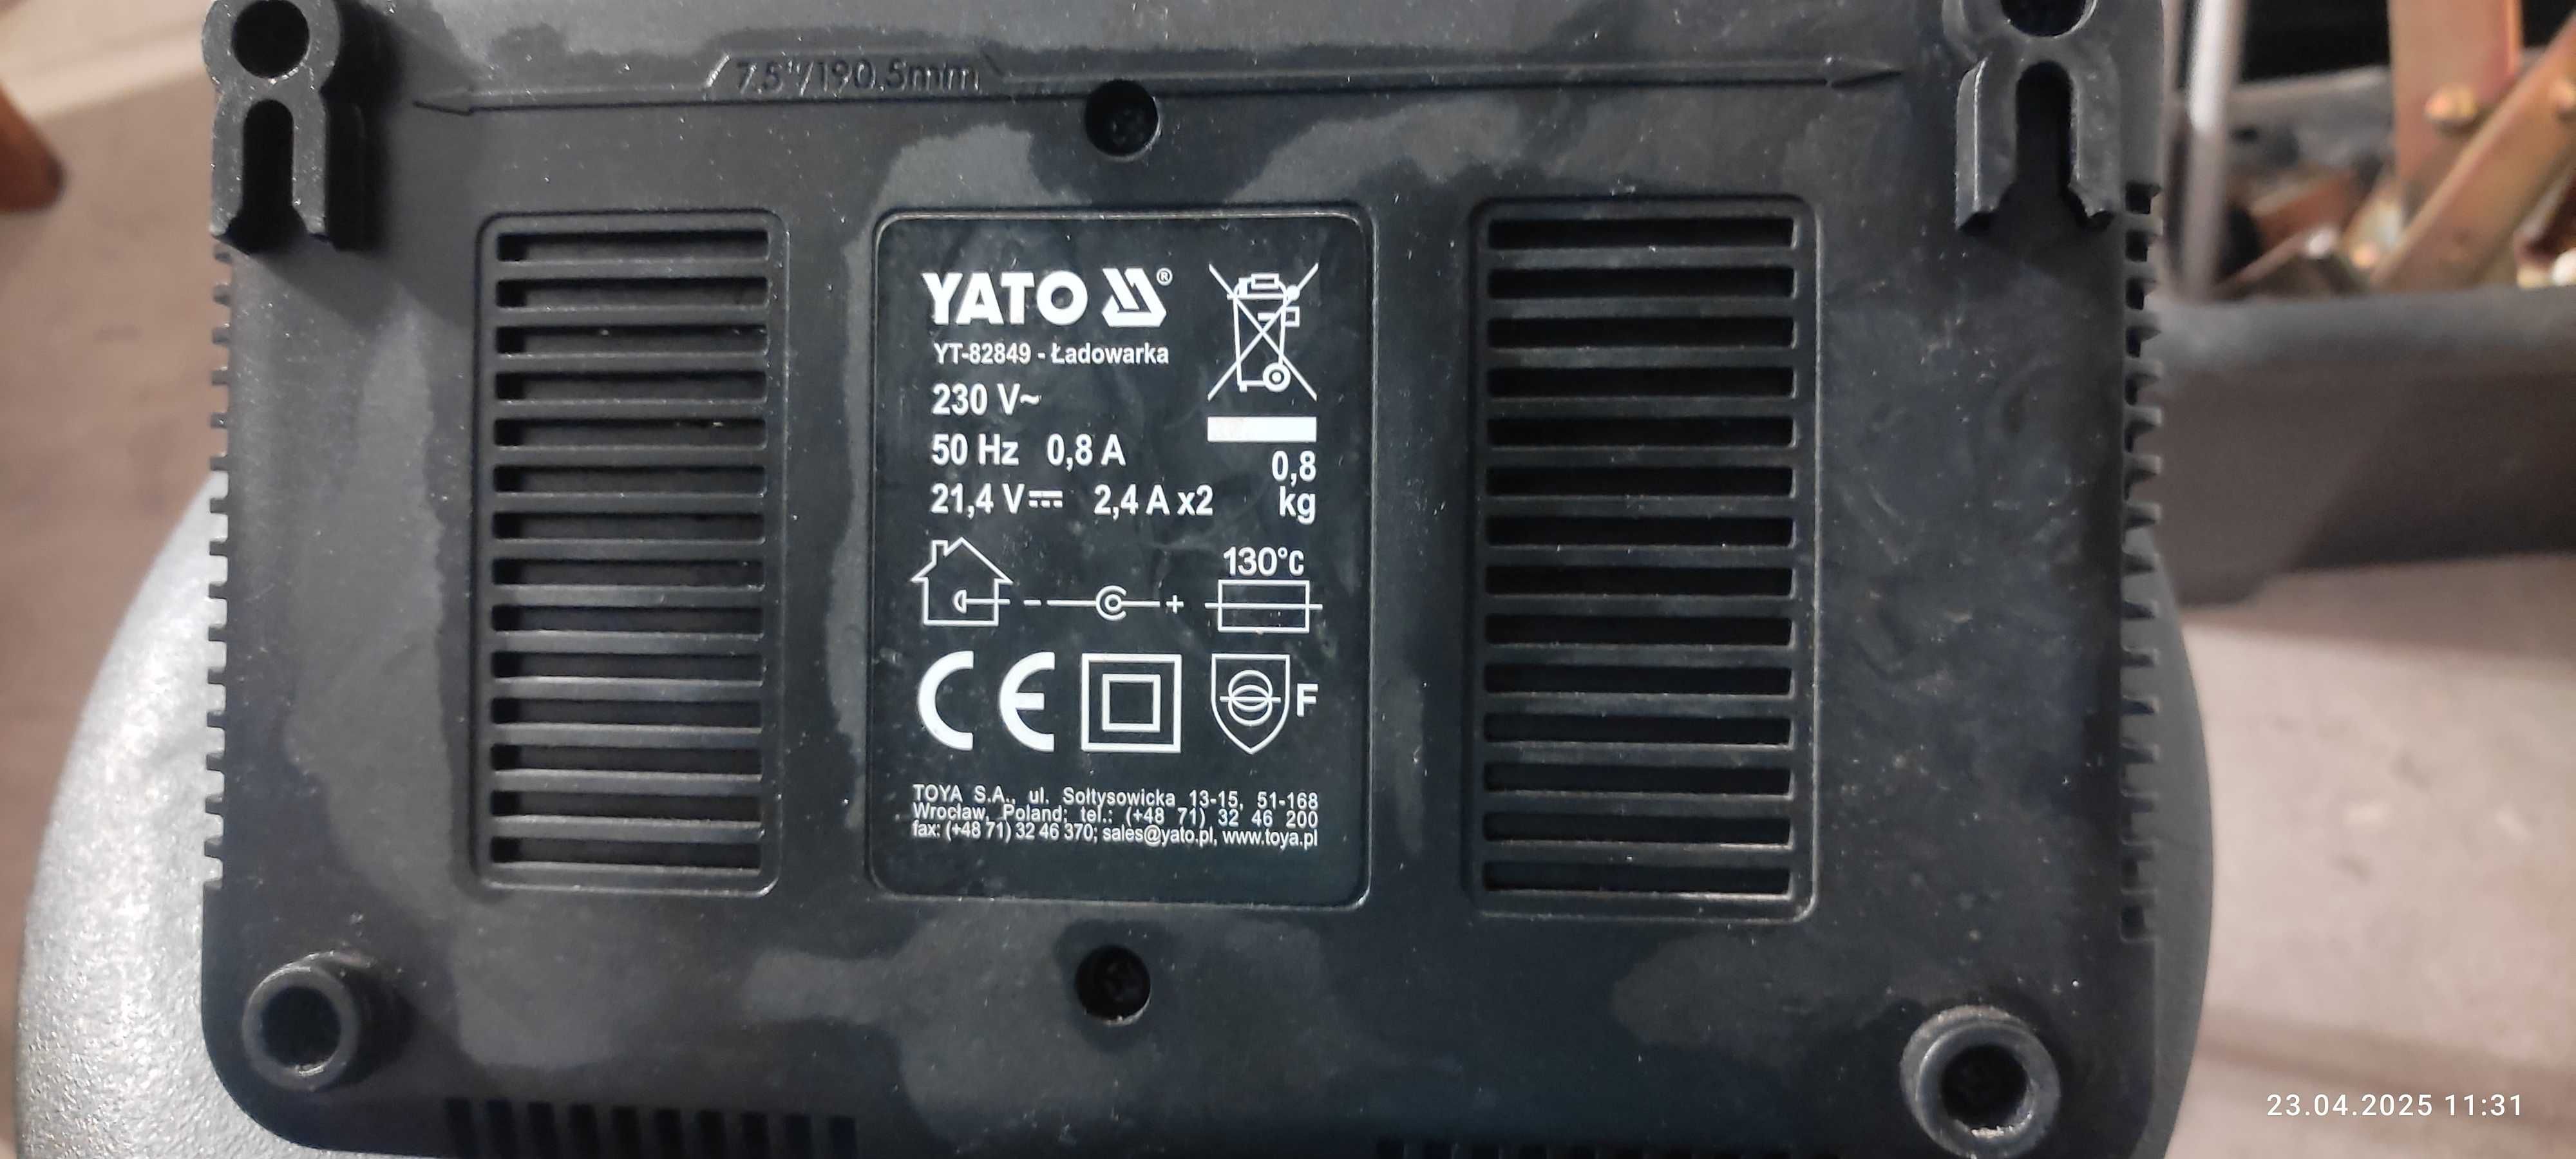 7.5"/190.5mm
YATO ®
YT-82849 - Ładowarka
230 V~
50 Hz 0,8 A
21,4 V⎓ 2,4 A x2
0,8
kg
130°C
- +
CE
F
TOYA S.A., ul. Sołtysowicka 13-15, 51-168
Wrocław, Poland; tel.: (+48 71) 32 46 200
fax: (+48 71) 32 46 370; sales@yato.pl, www.toya.pl
23.04.2025 11:31